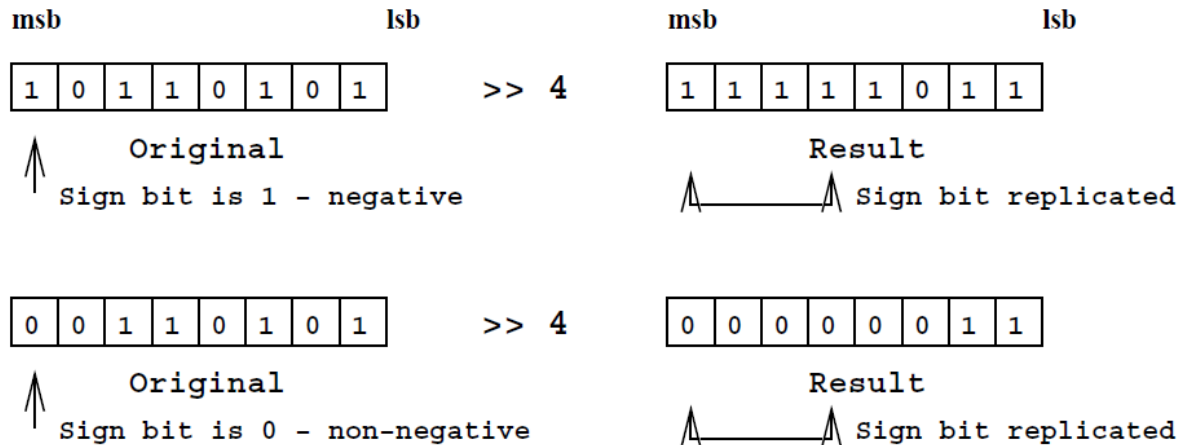 msb lsb msb lsb
1 0 1 1 0 1 0 1 >> 4 1 1 1 1 1 0 1 1
Original Result
Sign bit is 1 - negative Sign bit replicated
0 0 1 1 0 1 0 1 >> 4 0 0 0 0 0 0 1 1
Original Result
Sign bit is 0 - non-negative Sign bit replicated